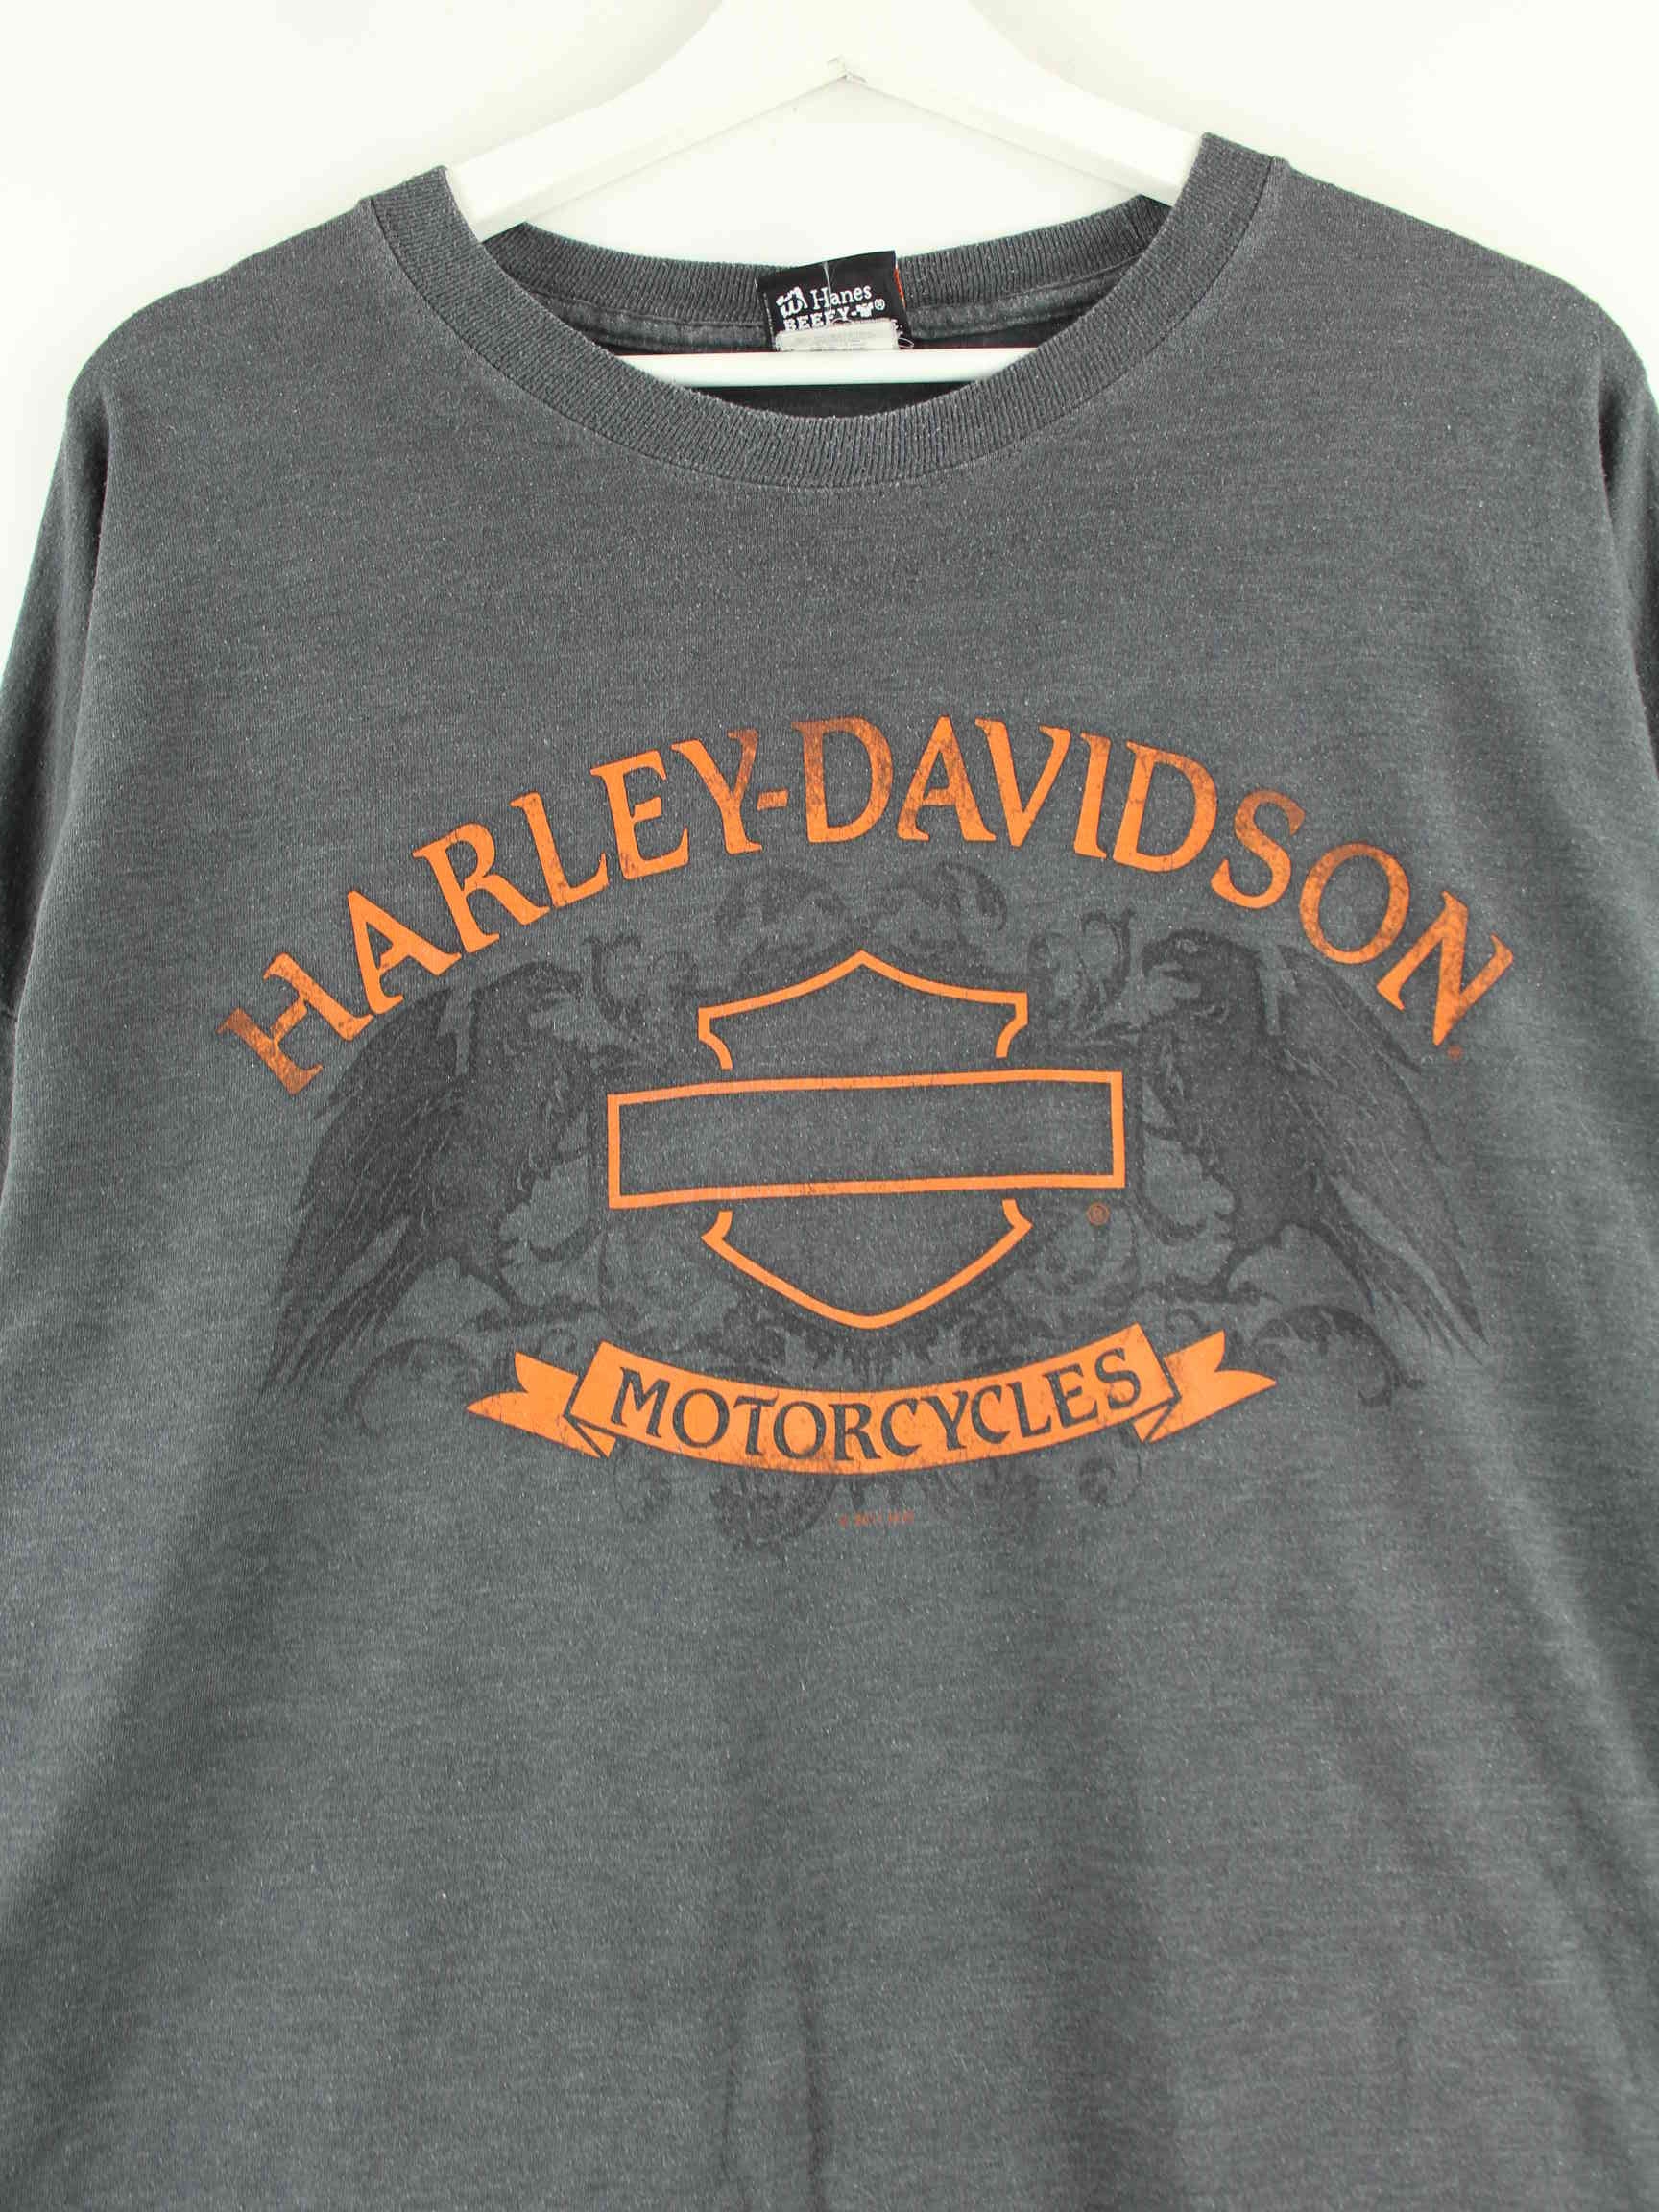 Hanes
BEEFY-T®
HARLEY-DAVIDSON
®
MOTORCYCLES